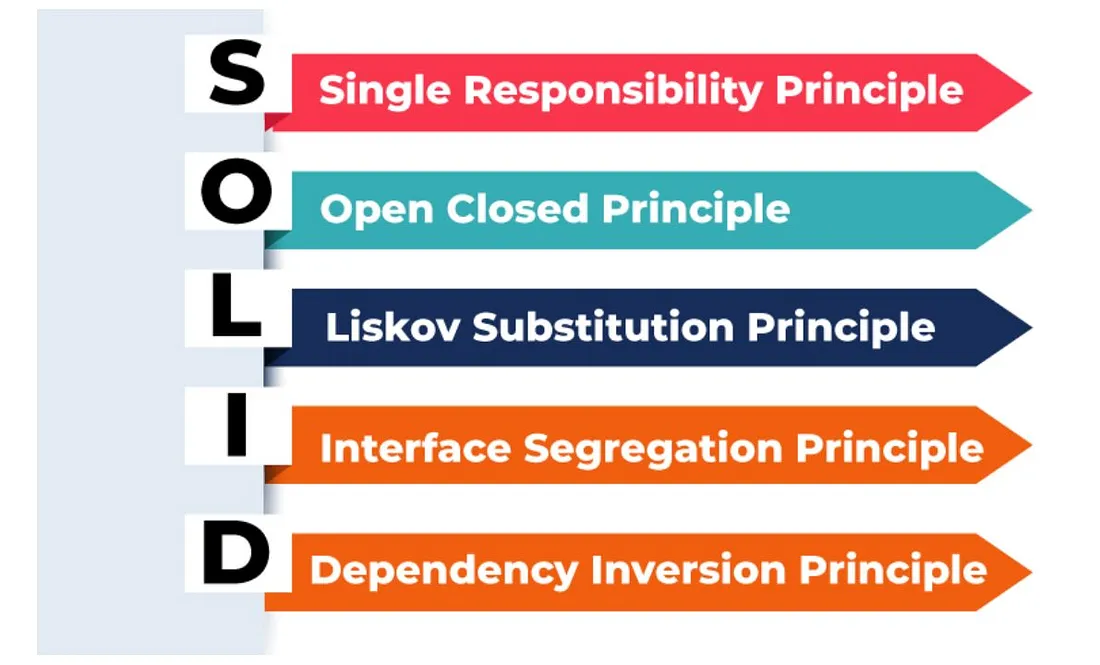 S
Single Responsibility Principle
O
Open Closed Principle
L
Liskov Substitution Principle
I
Interface Segregation Principle
D
Dependency Inversion Principle